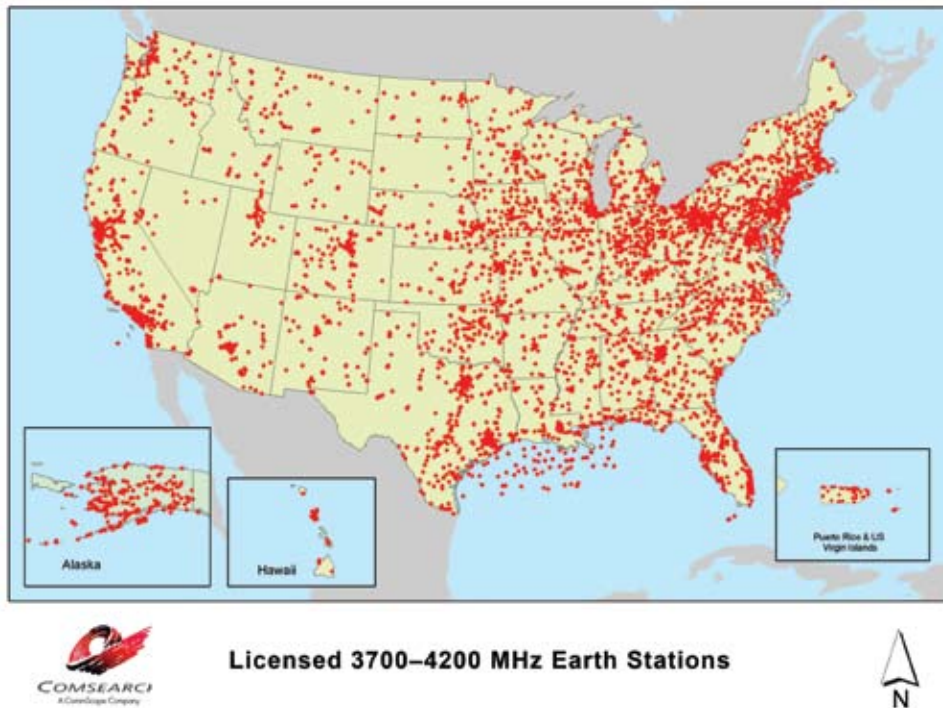 Alaska
Hawaii
Puerto Rico & US
Virgin Islands
COMSEARCH
A CommScope Company
Licensed 3700–4200 MHz Earth Stations
N